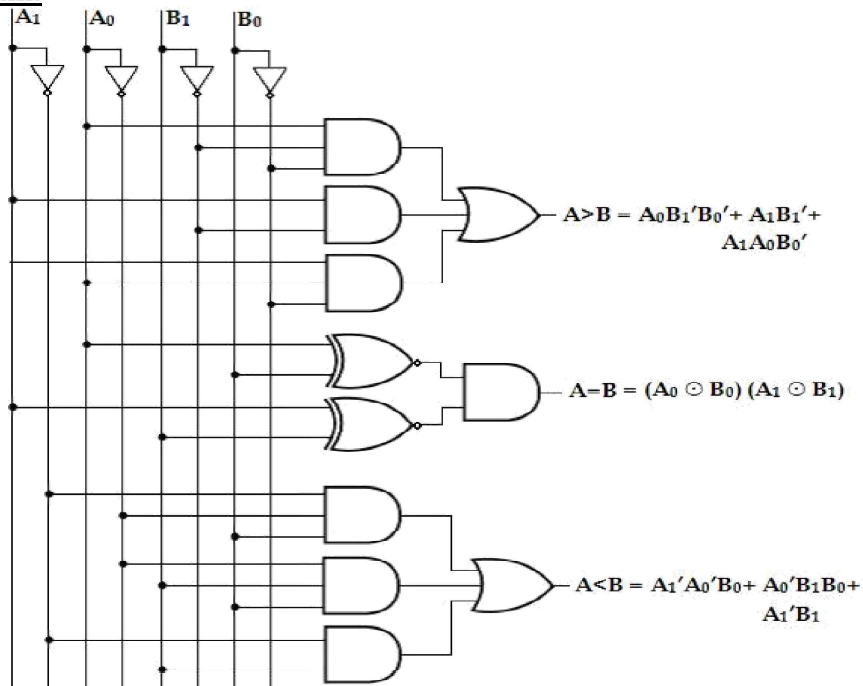 A₁ A₀ B₁ B₀
A>B = A₀B₁′B₀′+ A₁B₁′+
A₁A₀B₀′
A=B = (A₀ ⊙ B₀) (A₁ ⊙ B₁)
A<B = A₁′A₀′B₀+ A₀′B₁B₀+
A₁′B₁